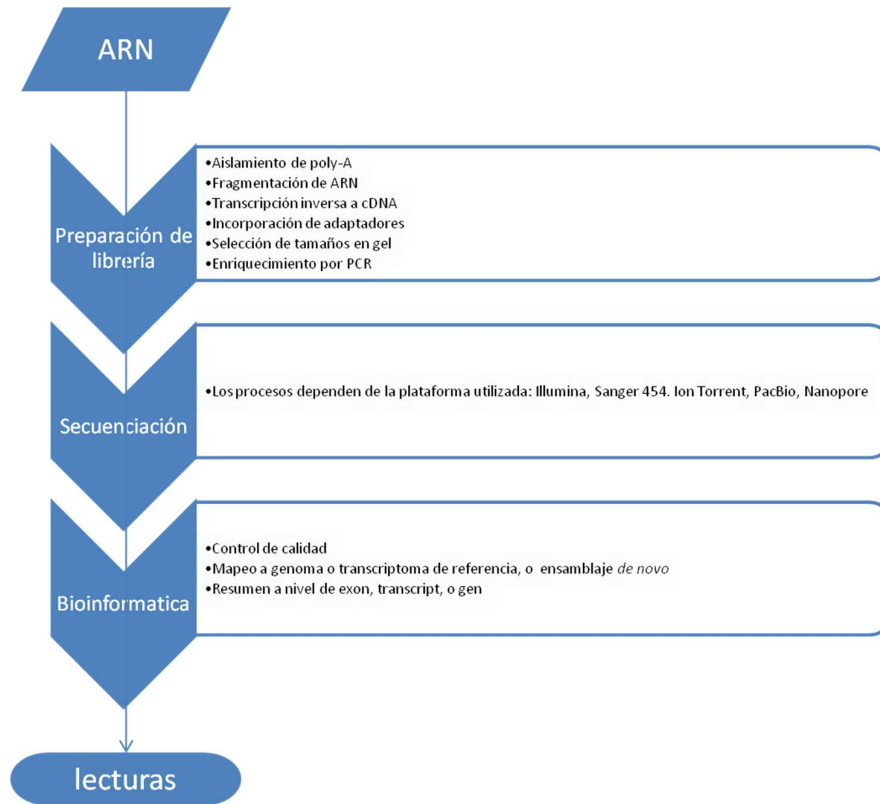 ARN
Preparación de
librería
•Aislamiento de poly-A
•Fragmentación de ARN
•Transcripción inversa a cDNA
•Incorporación de adaptadores
•Selección de tamaños en gel
•Enriquecimiento por PCR
Secuenciación
•Los procesos dependen de la plataforma utilizada: Illumina, Sanger 454. Ion Torrent, PacBio, Nanopore
Bioinformatica
•Control de calidad
•Mapeo a genoma o transcriptoma de referencia, o ensamblaje de novo
•Resumen a nivel de exon, transcript, o gen
lecturas